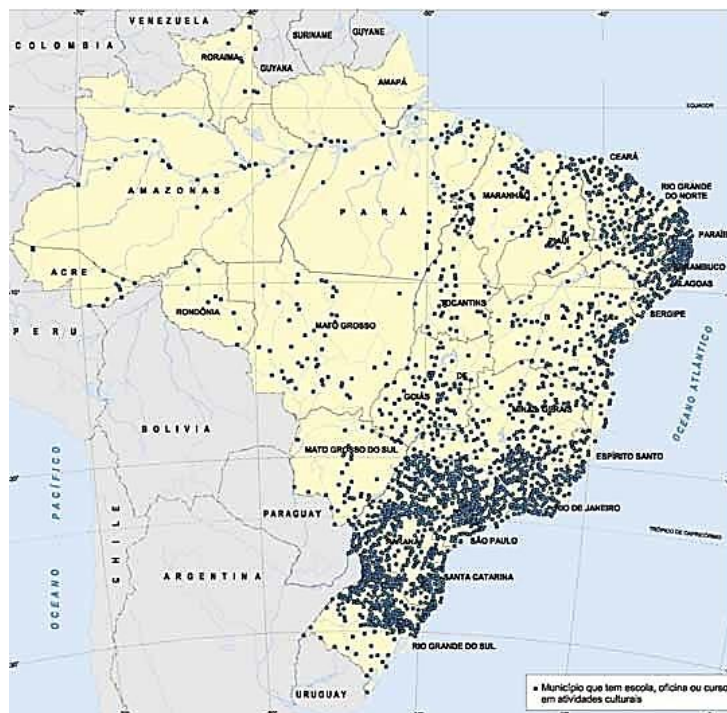 VENEZUELA
SURINAME
GUYANE
COLOMBIA
RORAIMA
GUYANA
AMAPÁ
EQUADOR
CEARÁ
AMAZONAS
PARÁ
MARANHÃO
RIO GRANDE
DO NORTE
PIAUÍ
PARAÍB
PERNAMBUCO
ACRE
ALAGOAS
TOCANTINS
SERGIPE
RONDÔNIA
MATO GROSSO
PERU
OCEANO ATLÂNTICO
GOIÁS
DE
MINAS GERAIS
BOLIVIA
MATO GROSSO DO SUL
ESPÍRITO SANTO
OCEANO PACÍFICO
PARAGUAY
RIO DE JANEIRO
TRÓPICO DE CAPRICÓRNIO
CHILE
PARANÁ
SÃO PAULO
ARGENTINA
SANTA CATARINA
RIO GRANDE DO SUL
URUGUAY
Município que tem escola, oficina ou curso
em atividades culturais